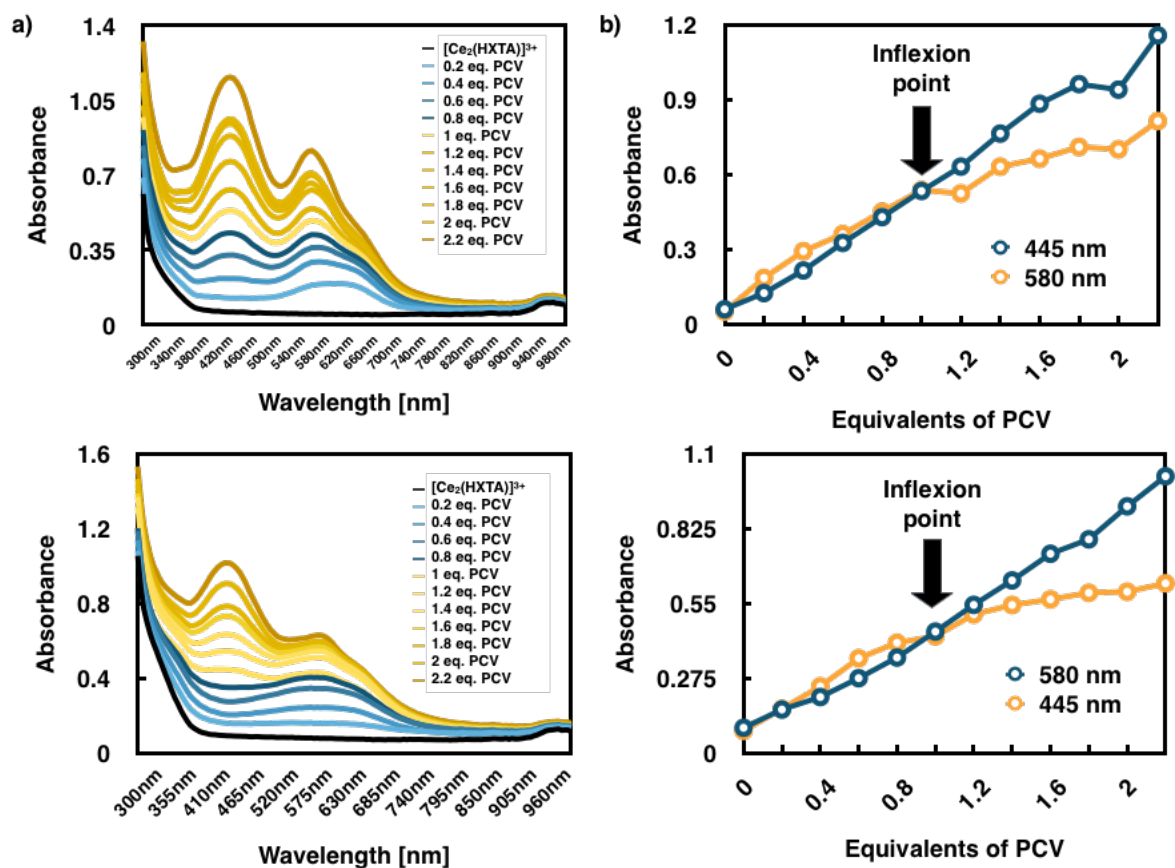 a)
1.4
1.05
0.7
0.35
0
Absorbance
[Ce₂(HXTA)]³⁺
0.2 eq. PCV
0.4 eq. PCV
0.6 eq. PCV
0.8 eq. PCV
1 eq. PCV
1.2 eq. PCV
1.4 eq. PCV
1.6 eq. PCV
1.8 eq. PCV
2 eq. PCV
2.2 eq. PCV
300nm
340nm
380nm
420nm
460nm
500nm
540nm
580nm
620nm
660nm
700nm
740nm
780nm
820nm
860nm
900nm
940nm
980nm
Wavelength [nm]
b)
1.2
0.9
0.6
0.3
0
Absorbance
Inflexion
point
445 nm
580 nm
0
0.4
0.8
1.2
1.6
2
Equivalents of PCV
1.6
1.2
0.8
0.4
0
Absorbance
[Ce₂(HXTA)]³⁺
0.2 eq. PCV
0.4 eq. PCV
0.6 eq. PCV
0.8 eq. PCV
1 eq. PCV
1.2 eq. PCV
1.4 eq. PCV
1.6 eq. PCV
1.8 eq. PCV
2 eq. PCV
2.2 eq. PCV
300nm
355nm
410nm
465nm
520nm
575nm
630nm
685nm
740nm
795nm
850nm
905nm
960nm
Wavelength [nm]
1.1
0.825
0.55
0.275
0
Absorbance
Inflexion
point
580 nm
445 nm
0
0.4
0.8
1.2
1.6
2
Equivalents of PCV